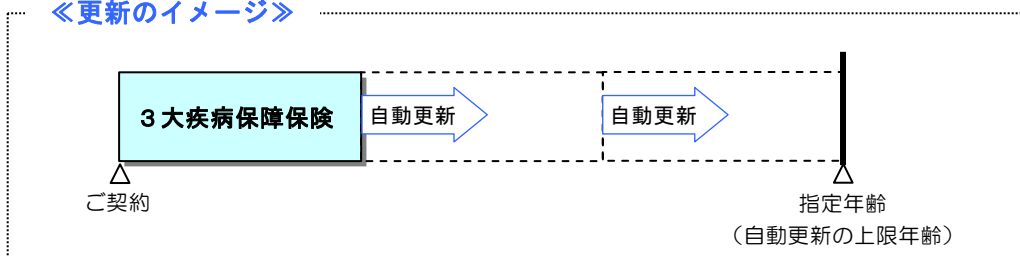 ≪更新のイメージ≫
3大疾病保障保険
自動更新
自動更新
ご契約
指定年齢
（自動更新の上限年齢）